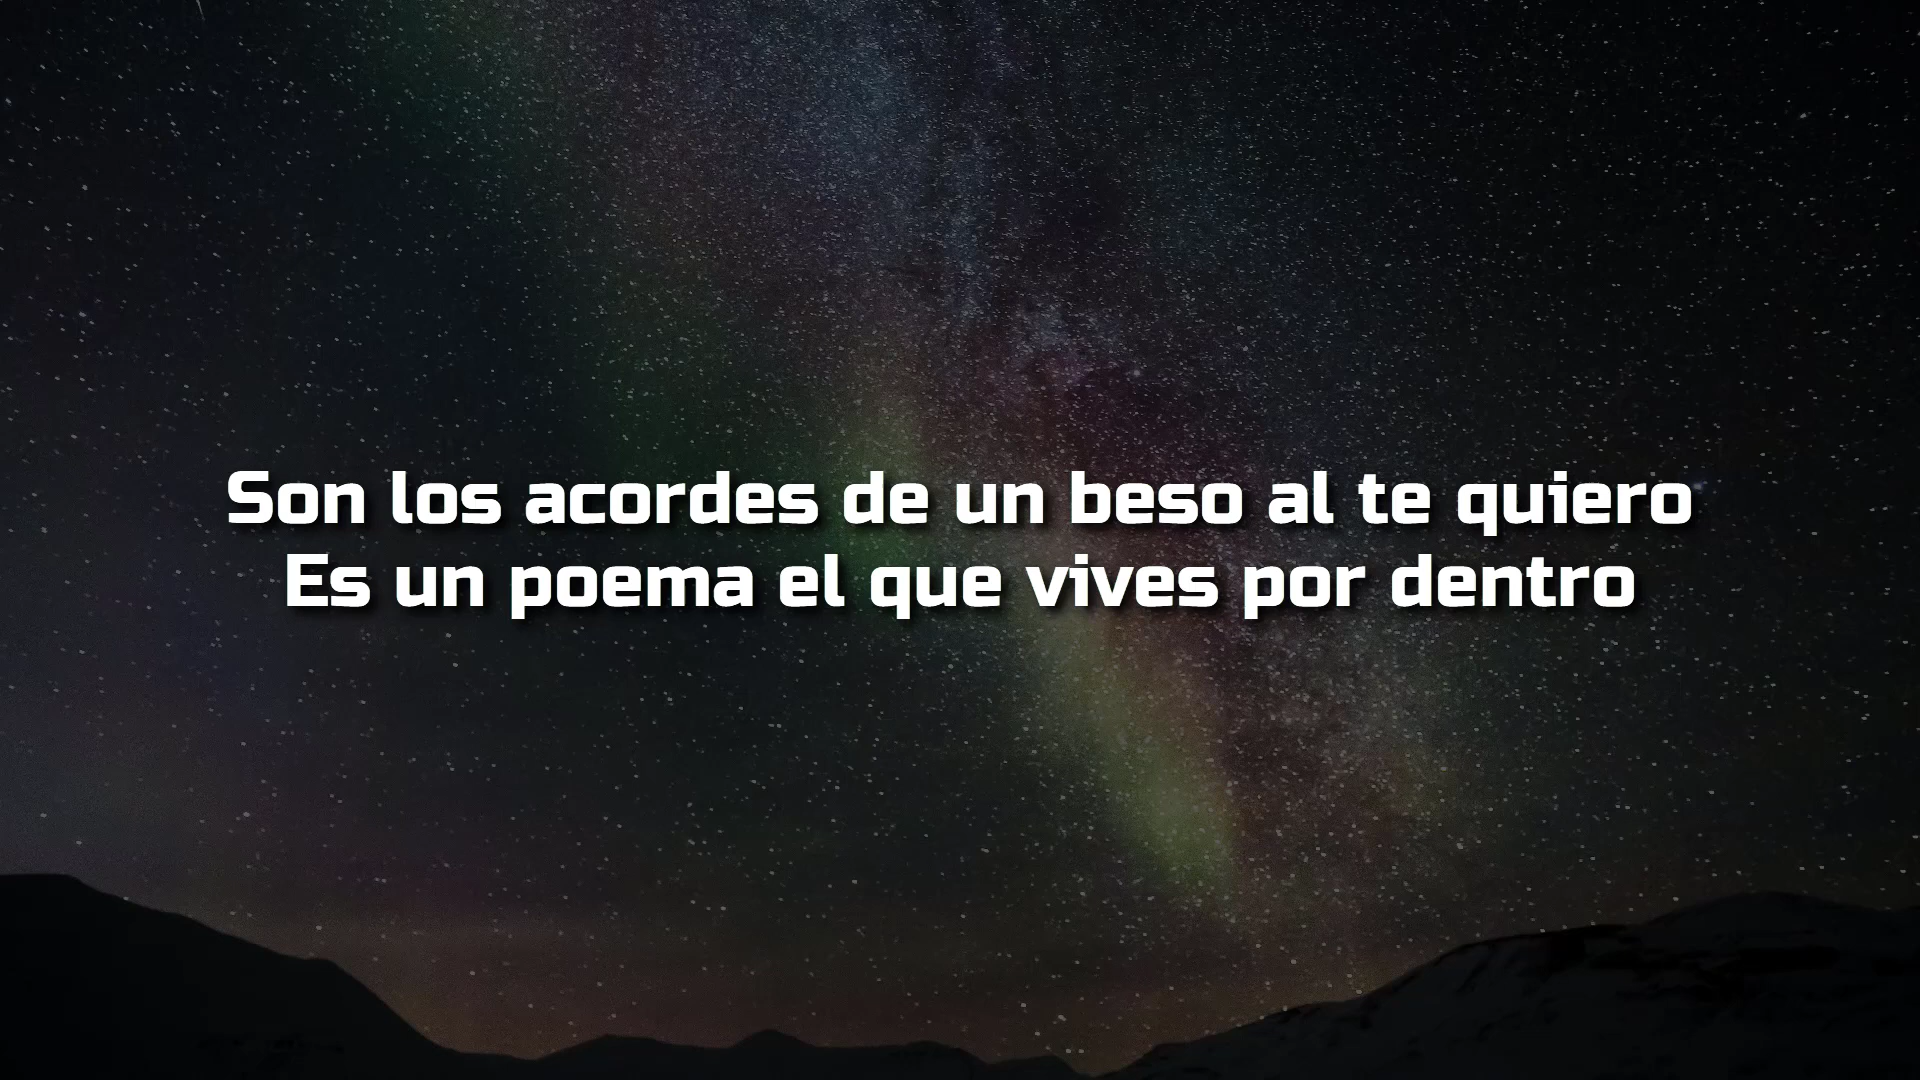 Son los acordes de un beso al te quiero
Es un poema el que vives por dentro